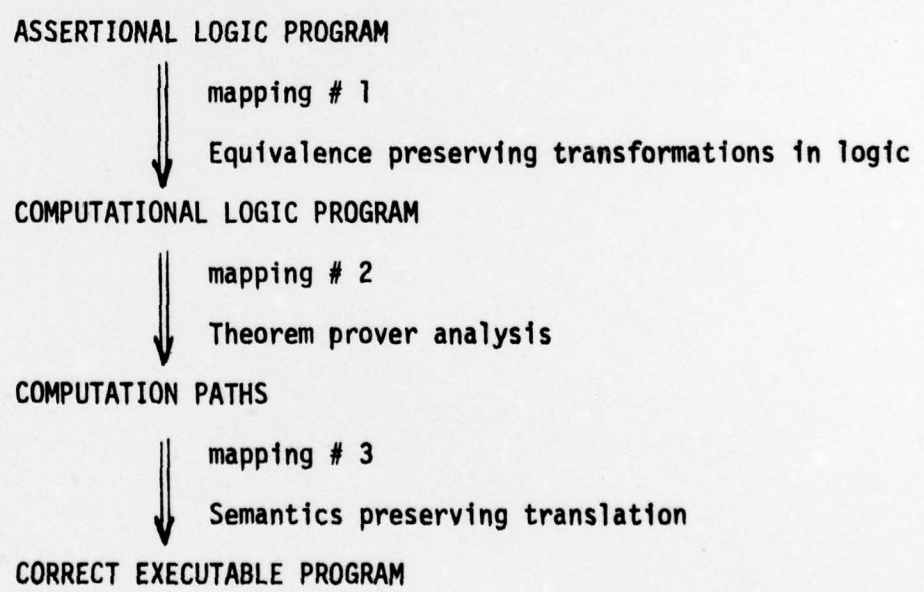 ASSERTIONAL LOGIC PROGRAM
mapping # 1
Equivalence preserving transformations in logic
COMPUTATIONAL LOGIC PROGRAM
mapping # 2
Theorem prover analysis
COMPUTATION PATHS
mapping # 3
Semantics preserving translation
CORRECT EXECUTABLE PROGRAM